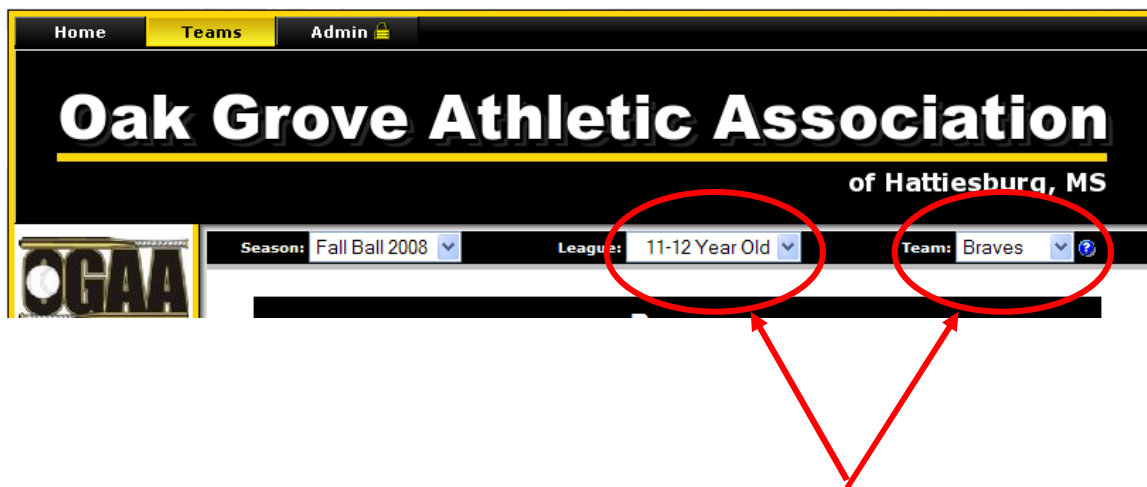 Home Teams Admin
Oak Grove Athletic Association
of Hattiesburg, MS
OGAA
Season: Fall Ball 2008 League: 11-12 Year Old Team: Braves ?